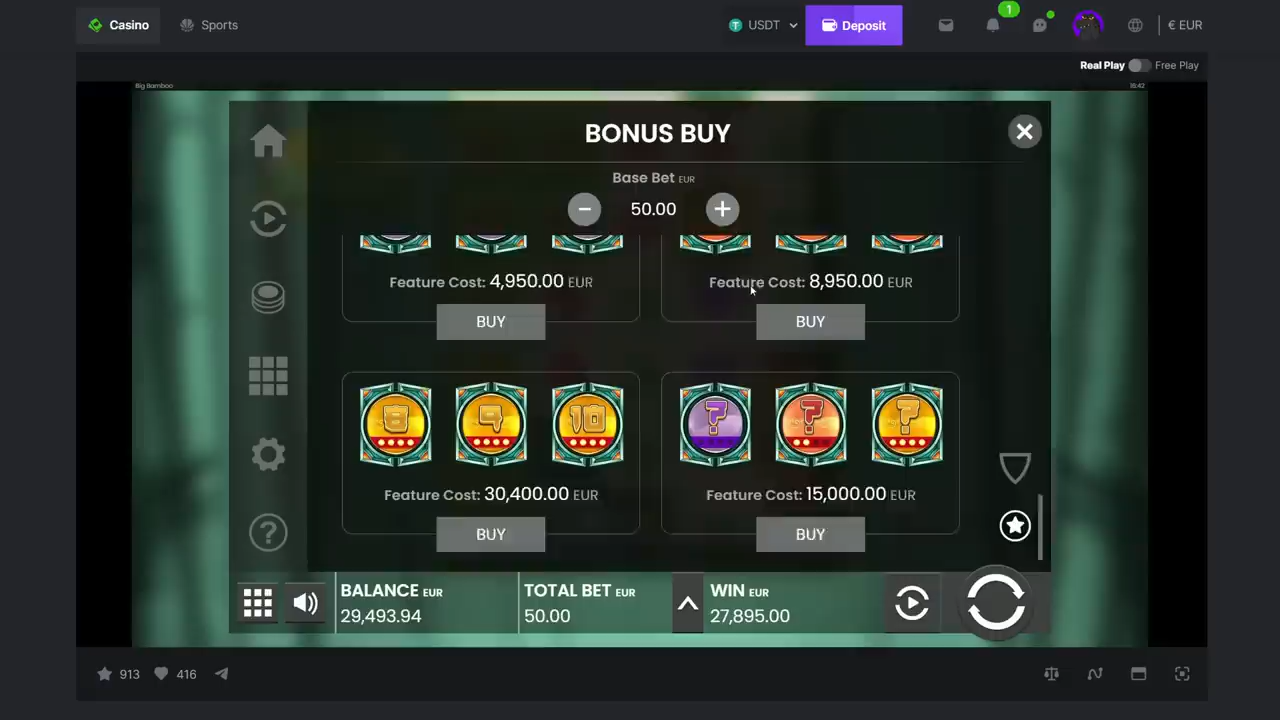 Casino
Sports
USDT
Deposit
1
€ EUR
Real Play
Free Play
Big Bamboo
15:42
BONUS BUY
Base Bet EUR
50.00
Feature Cost: 4,950.00 EUR
Feature Cost: 8,950.00 EUR
BUY
BUY
8 9 10
? ? ?
Feature Cost: 30,400.00 EUR
Feature Cost: 15,000.00 EUR
BUY
BUY
BALANCE EUR
29,493.94
TOTAL BET EUR
50.00
WIN EUR
27,895.00
913
416